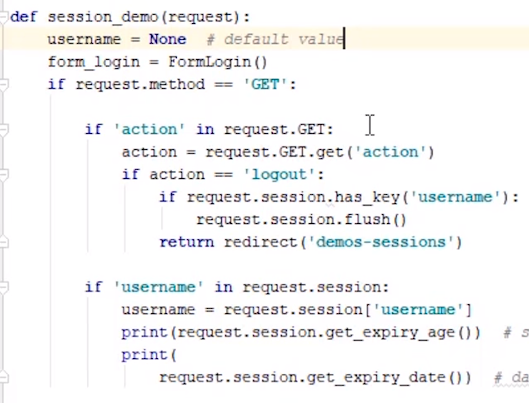 def session_demo(request):
    username = None  # default value
    form_login = FormLogin()
    if request.method == 'GET':
        if 'action' in request.GET:
            action = request.GET.get('action')
            if action == 'logout':
                if request.session.has_key('username'):
                    request.session.flush()
                return redirect('demos-sessions')
        if 'username' in request.session:
            username = request.session['username']
            print(request.session.get_expiry_age())  #
            print(
                request.session.get_expiry_date())  #